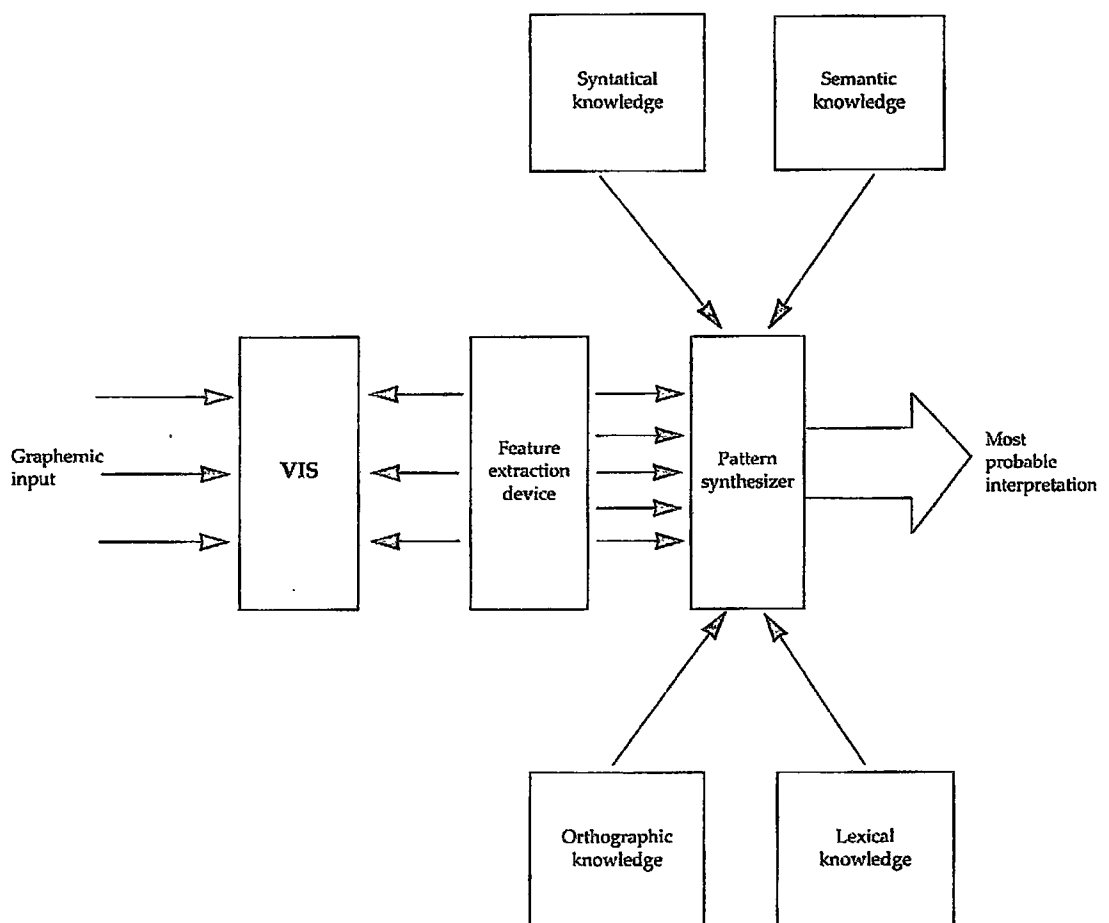 Syntatical
knowledge
Semantic
knowledge
Graphemic
input
VIS
Feature
extraction
device
Pattern
synthesizer
Most
probable
interpretation
Orthographic
knowledge
Lexical
knowledge